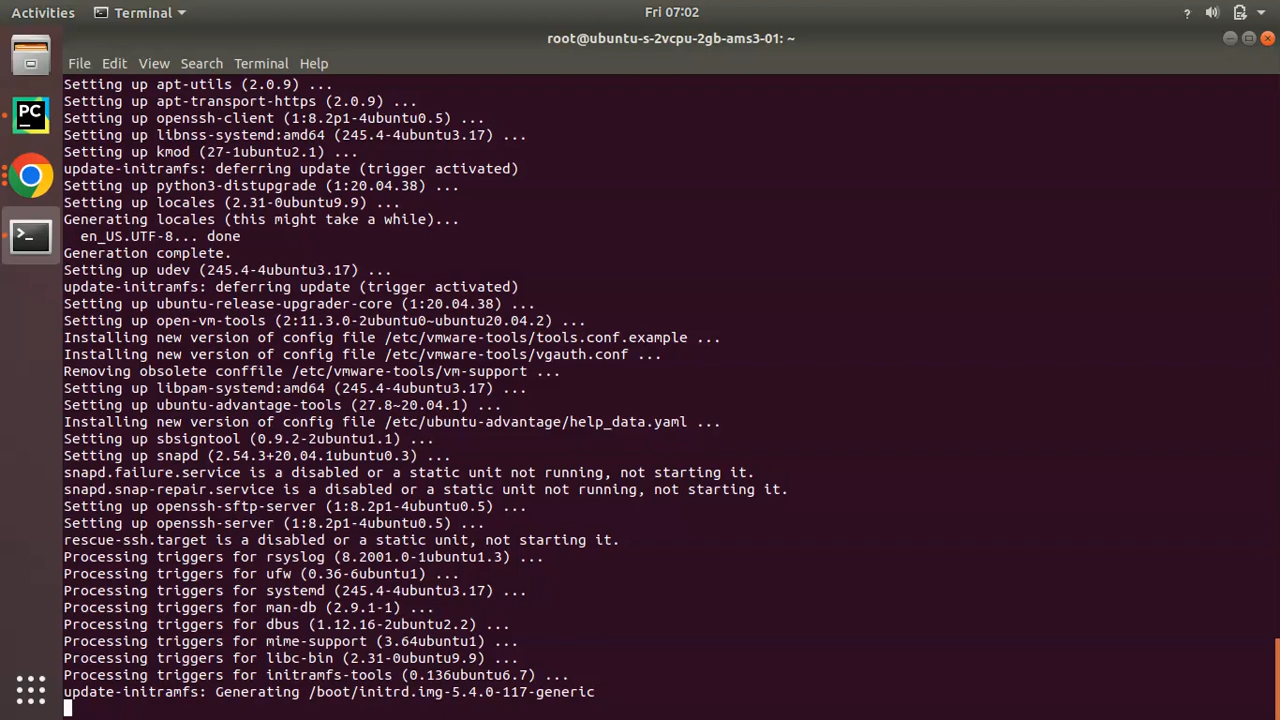 Activities Terminal Fri 07:02 ?
root@ubuntu-s-2vcpu-2gb-ams3-01: ~
File Edit View Search Terminal Help
Setting up apt-utils (2.0.9) ...
Setting up apt-transport-https (2.0.9) ...
Setting up openssh-client (1:8.2p1-4ubuntu0.5) ...
Setting up libnss-systemd:amd64 (245.4-4ubuntu3.17) ...
Setting up kmod (27-1ubuntu2.1) ...
update-initramfs: deferring update (trigger activated)
Setting up python3-distupgrade (1:20.04.38) ...
Setting up locales (2.31-0ubuntu9.9) ...
Generating locales (this might take a while)...
  en_US.UTF-8... done
Generation complete.
Setting up udev (245.4-4ubuntu3.17) ...
update-initramfs: deferring update (trigger activated)
Setting up ubuntu-release-upgrader-core (1:20.04.38) ...
Setting up open-vm-tools (2:11.3.0-2ubuntu0~ubuntu20.04.2) ...
Installing new version of config file /etc/vmware-tools/tools.conf.example ...
Installing new version of config file /etc/vmware-tools/vgauth.conf ...
Removing obsolete conffile /etc/vmware-tools/vm-support ...
Setting up libpam-systemd:amd64 (245.4-4ubuntu3.17) ...
Setting up ubuntu-advantage-tools (27.8~20.04.1) ...
Installing new version of config file /etc/ubuntu-advantage/help_data.yaml ...
Setting up sbsigntool (0.9.2-2ubuntu1.1) ...
Setting up snapd (2.54.3+20.04.1ubuntu0.3) ...
snapd.failure.service is a disabled or a static unit not running, not starting it.
snapd.snap-repair.service is a disabled or a static unit not running, not starting it.
Setting up openssh-sftp-server (1:8.2p1-4ubuntu0.5) ...
Setting up openssh-server (1:8.2p1-4ubuntu0.5) ...
rescue-ssh.target is a disabled or a static unit, not starting it.
Processing triggers for rsyslog (8.2001.0-1ubuntu1.3) ...
Processing triggers for ufw (0.36-6ubuntu1) ...
Processing triggers for systemd (245.4-4ubuntu3.17) ...
Processing triggers for man-db (2.9.1-1) ...
Processing triggers for dbus (1.12.16-2ubuntu2.2) ...
Processing triggers for mime-support (3.64ubuntu1) ...
Processing triggers for libc-bin (2.31-0ubuntu9.9) ...
Processing triggers for initramfs-tools (0.136ubuntu6.7) ...
update-initramfs: Generating /boot/initrd.img-5.4.0-117-generic
PC
>_